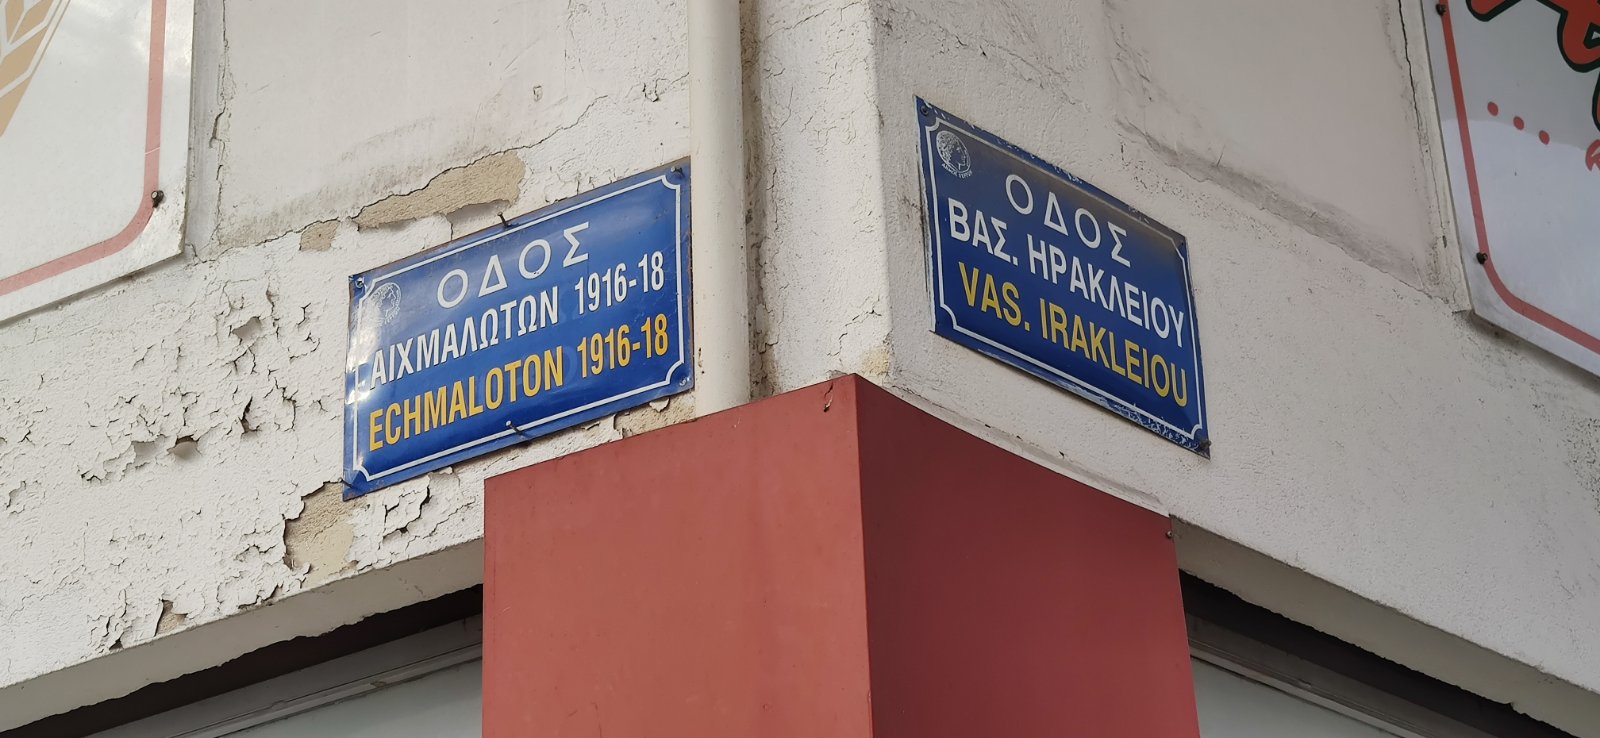 ΟΔΟΣ
ΑΙΧΜΑΛΩΤΩΝ 1916-18
ECHMALOTON 1916-18
ΟΔΟΣ
ΒΑΣ. ΗΡΑΚΛΕΙΟΥ
VAS. IRAKLEIOU